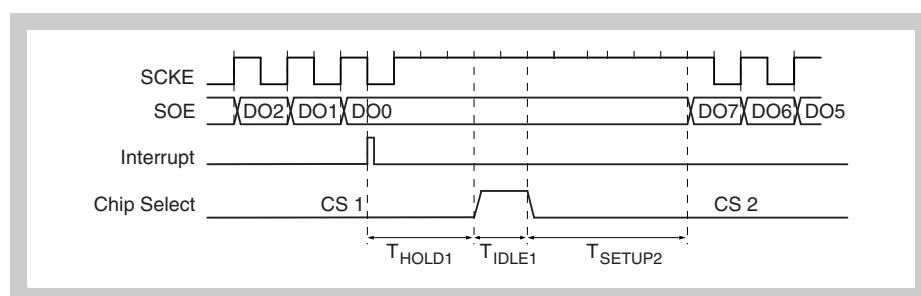 SCKE
SOE DO2 DO1 DO0 DO7 DO6 DO5
Interrupt
Chip Select CS 1 CS 2
THOLD1 TIDLE1 TSETUP2